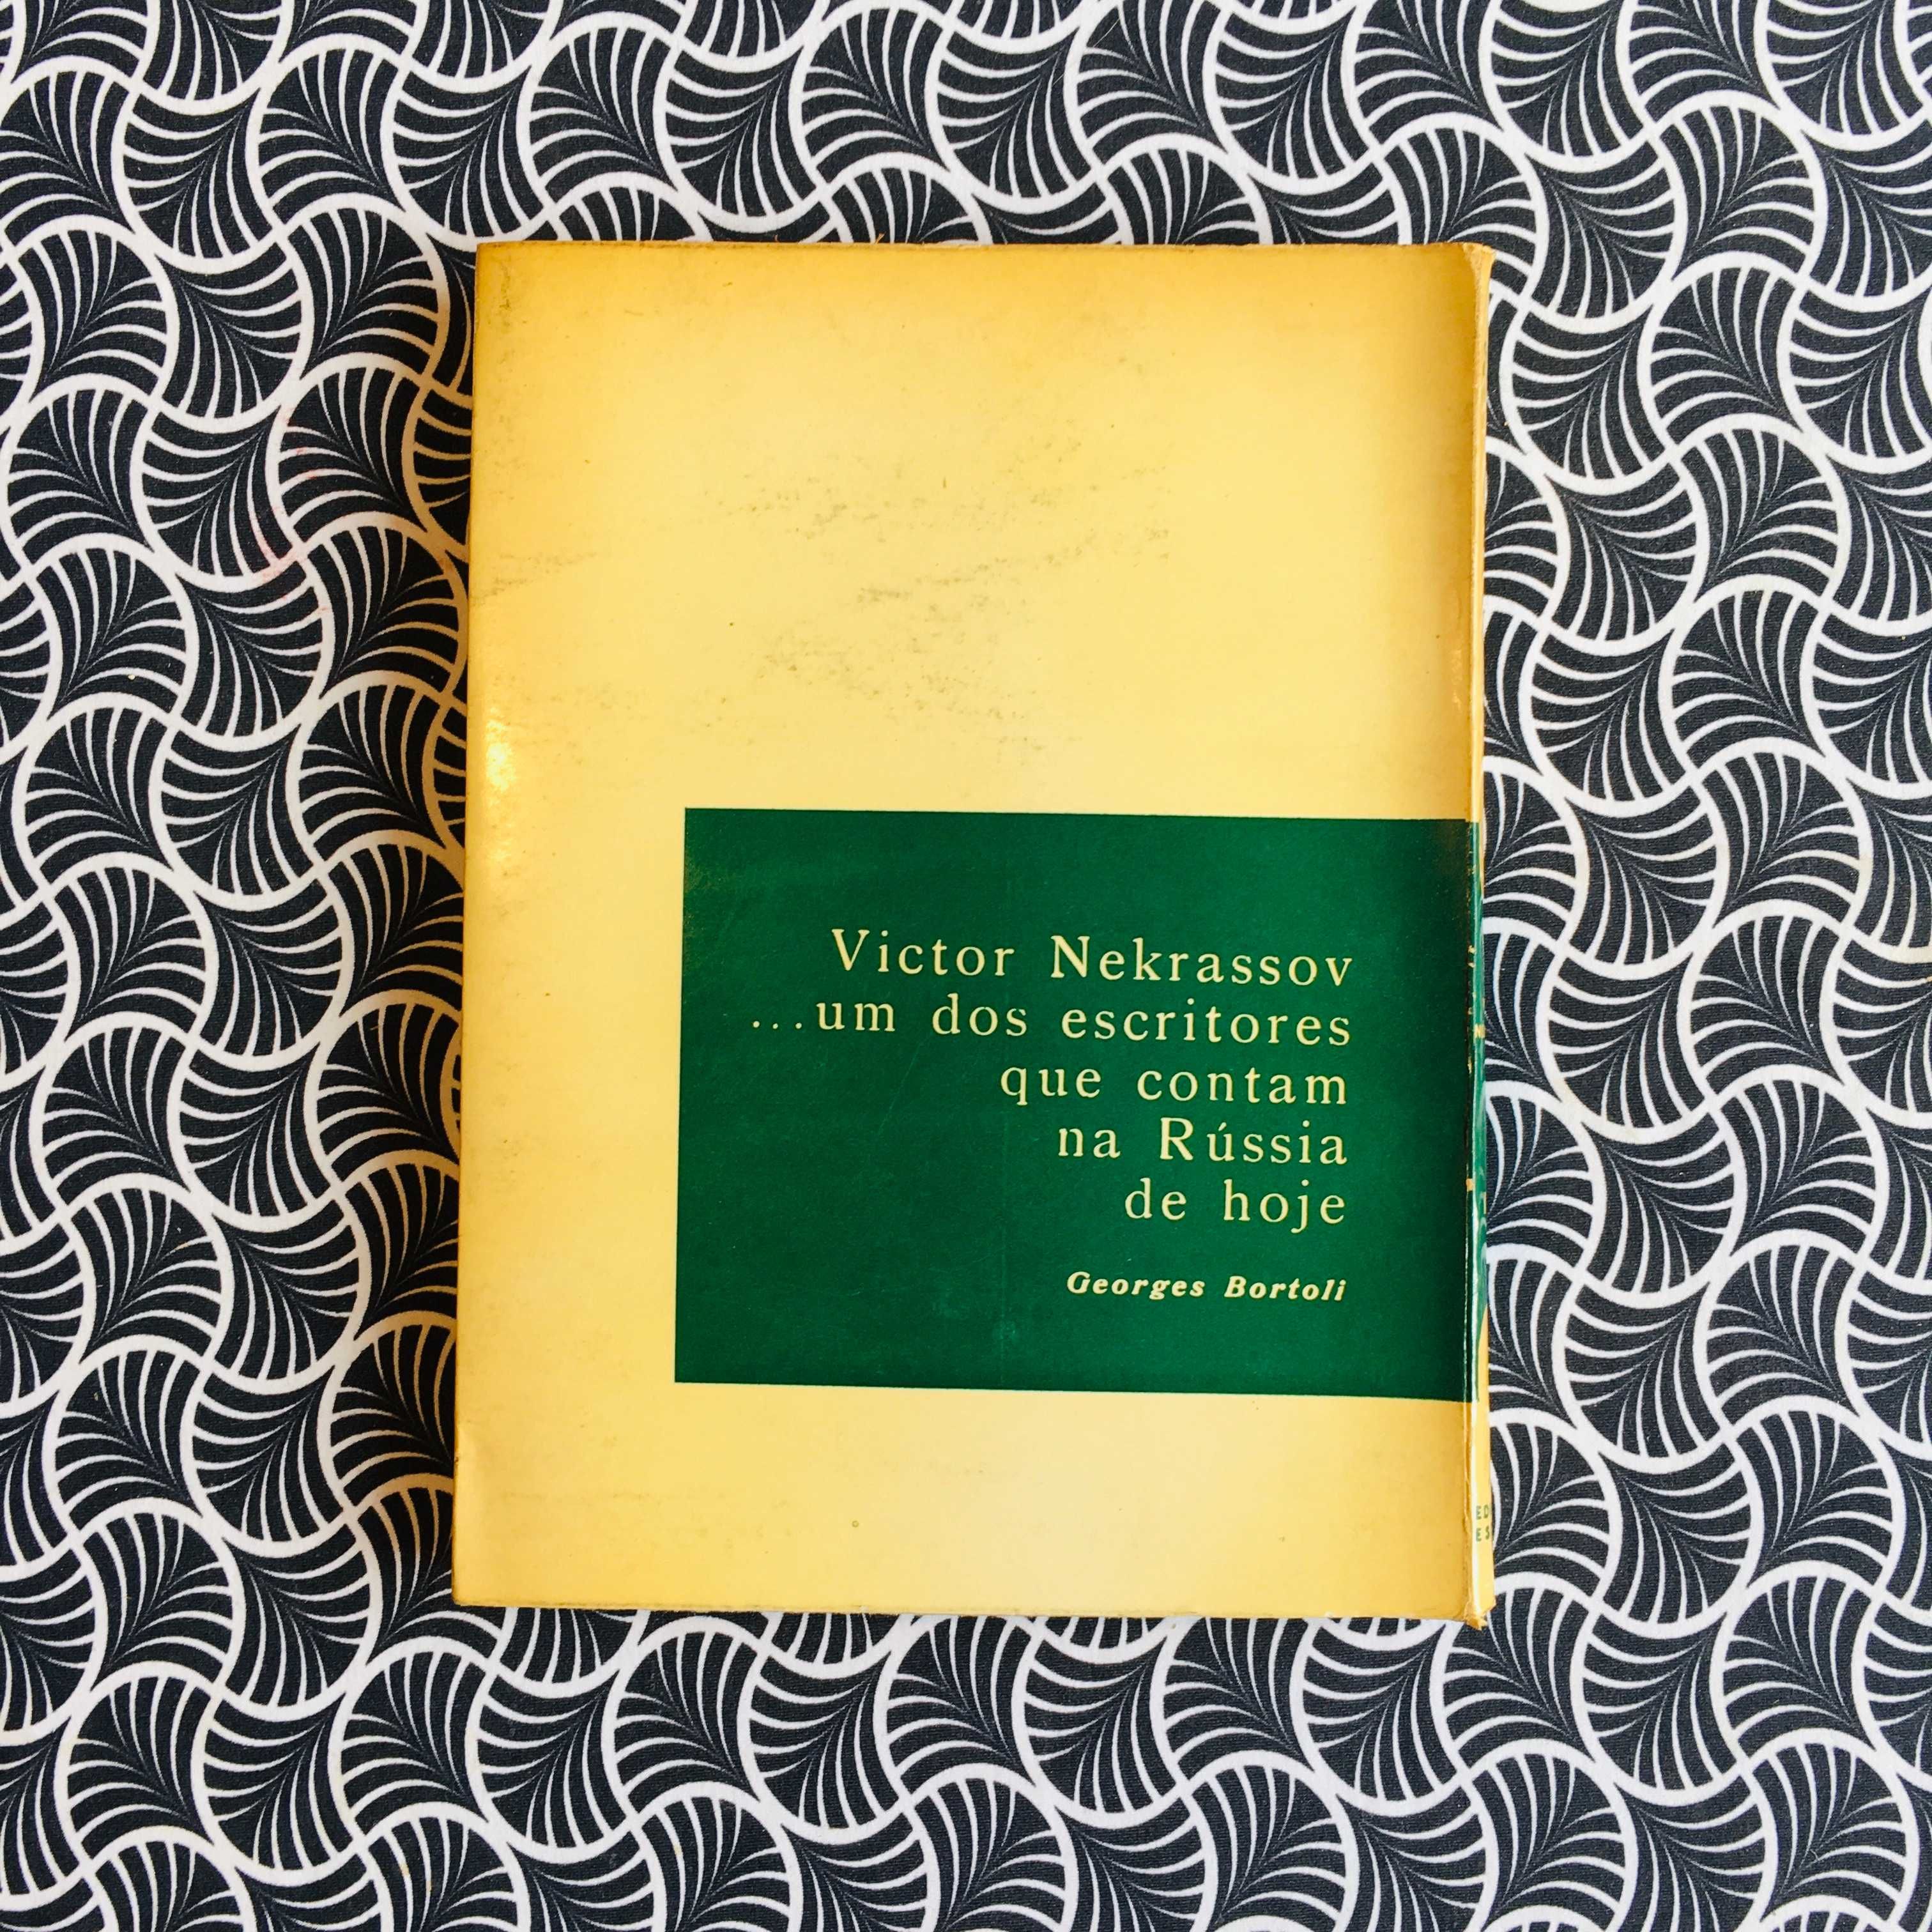 Victor Nekrassov
...um dos escritores
que contam
na Rússia
de hoje
Georges Bortoli